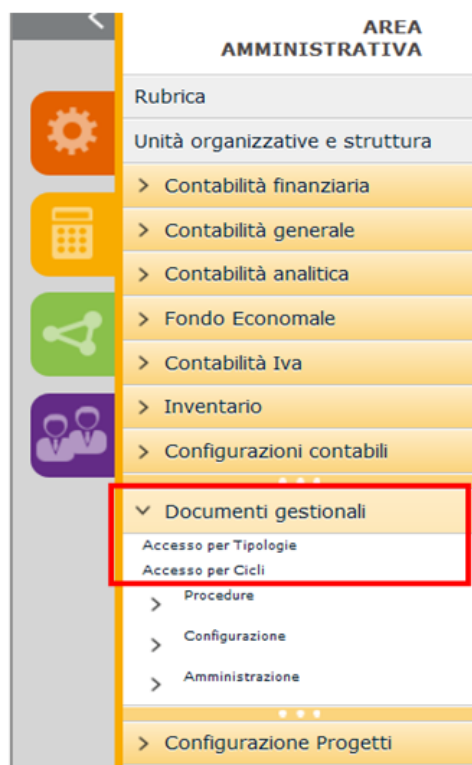 AREA
AMMINISTRATIVA
Rubrica
Unità organizzative e struttura
Contabilità finanziaria
Contabilità generale
Contabilità analitica
Fondo Economale
Contabilità Iva
Inventario
Configurazioni contabili
Documenti gestionali
Accesso per Tipologie
Accesso per Cicli
Procedure
Configurazione
Amministrazione
Configurazione Progetti